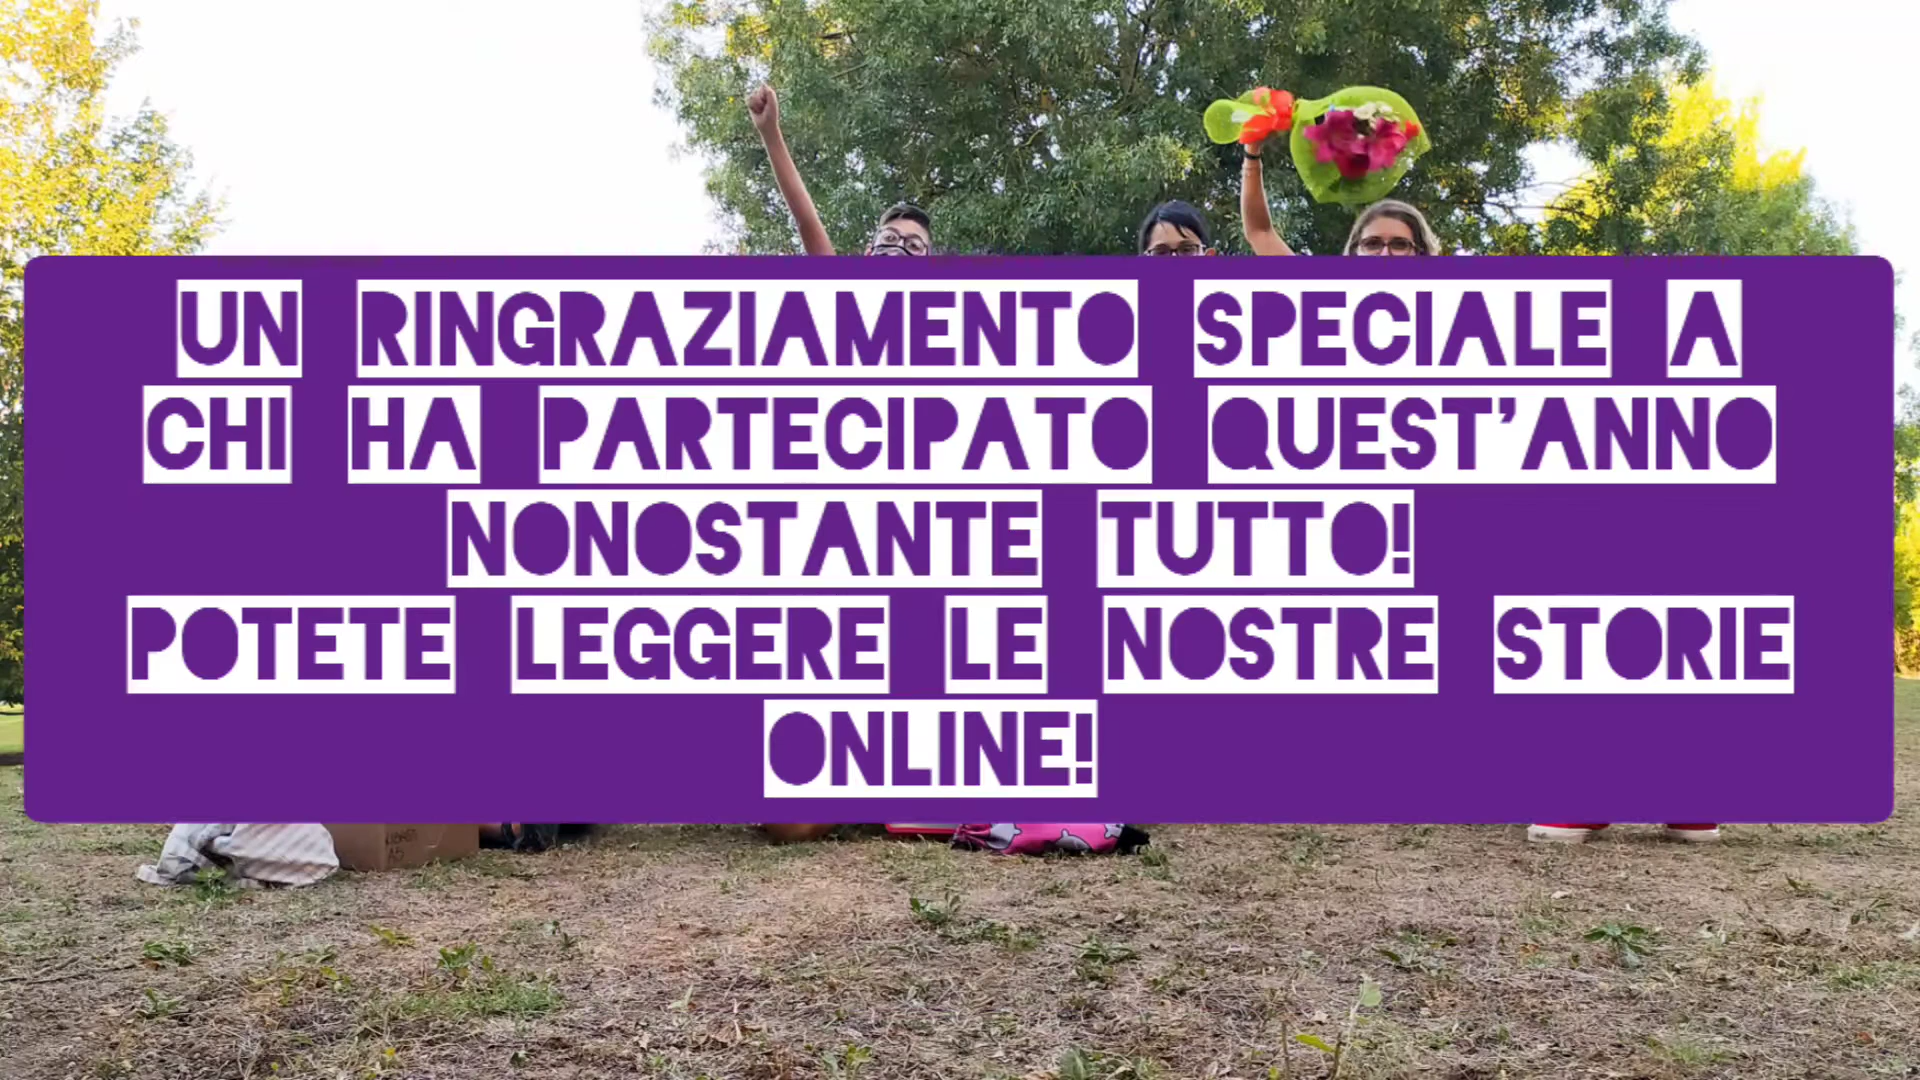 UN RINGRAZIAMENTO SPECIALE A
CHI HA PARTECIPATO QUEST'ANNO
NONOSTANTE TUTTO!
POTETE LEGGERE LE NOSTRE STORIE
ONLINE!